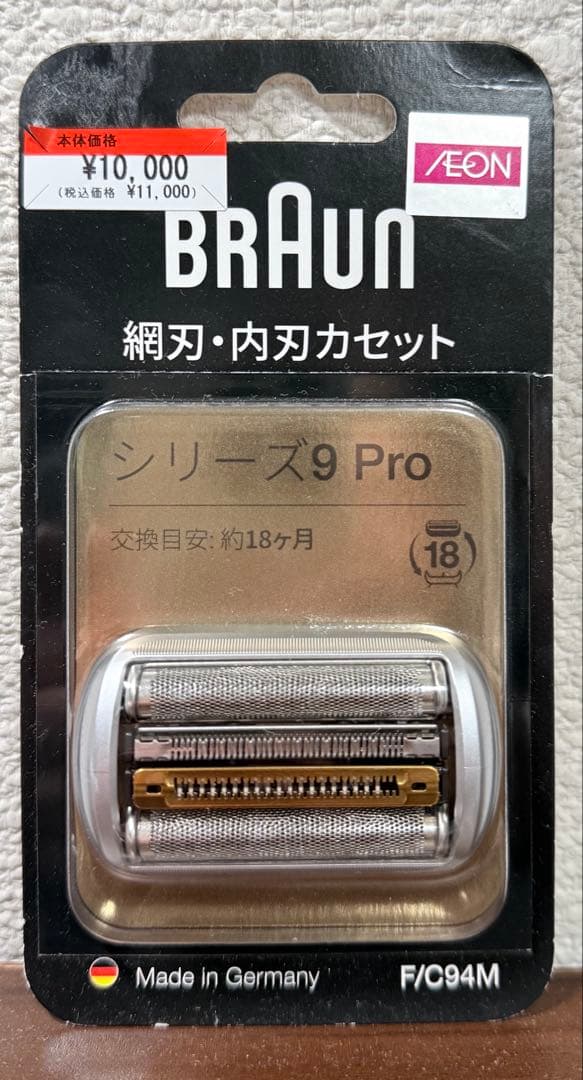 本体価格
¥10,000
(税込価格 ¥11,000)
ÆON
BRAUN
網刃・内刃カセット
シリーズ9 Pro
交換目安: 約18ヶ月
18
Made in Germany
F/C94M